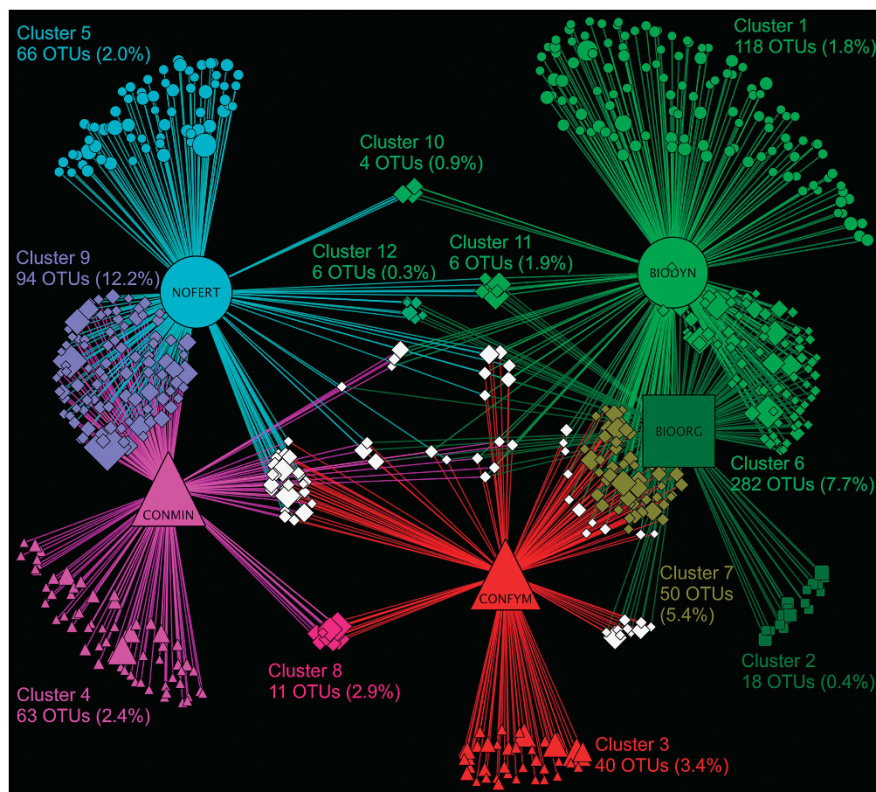 Cluster 5
66 OTUs (2.0%)
Cluster 1
118 OTUs (1.8%)
Cluster 10
4 OTUs (0.9%)
Cluster 9
94 OTUs (12.2%)
Cluster 12
6 OTUs (0.3%)
Cluster 11
6 OTUs (1.9%)
NOFERT
BIODYN
BIOORG
Cluster 6
282 OTUs (7.7%)
CONMIN
CONFYM
Cluster 7
50 OTUs
(5.4%)
Cluster 4
63 OTUs (2.4%)
Cluster 8
11 OTUs (2.9%)
Cluster 2
18 OTUs (0.4%)
Cluster 3
40 OTUs (3.4%)